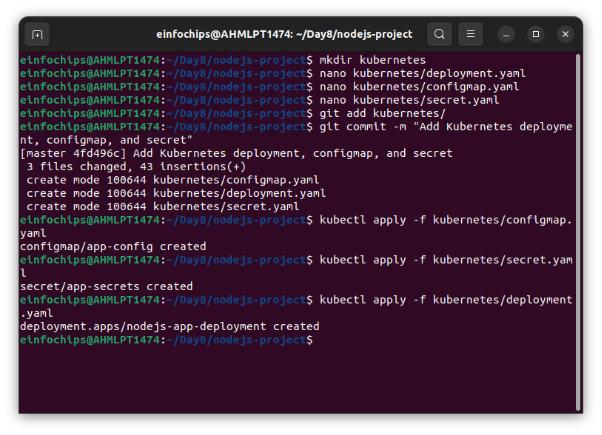 einfochips@AHMLPT1474: ~/Day8/nodejs-project
einfochips@AHMLPT1474:~/Day8/nodejs-project$ mkdir kubernetes
einfochips@AHMLPT1474:~/Day8/nodejs-project$ nano kubernetes/deployment.yaml
einfochips@AHMLPT1474:~/Day8/nodejs-project$ nano kubernetes/configmap.yaml
einfochips@AHMLPT1474:~/Day8/nodejs-project$ nano kubernetes/secret.yaml
einfochips@AHMLPT1474:~/Day8/nodejs-project$ git add kubernetes/
einfochips@AHMLPT1474:~/Day8/nodejs-project$ git commit -m "Add Kubernetes deployme
nt, configmap, and secret"
[master 4fd496c] Add Kubernetes deployment, configmap, and secret
 3 files changed, 43 insertions(+)
 create mode 100644 kubernetes/configmap.yaml
 create mode 100644 kubernetes/deployment.yaml
 create mode 100644 kubernetes/secret.yaml
einfochips@AHMLPT1474:~/Day8/nodejs-project$ kubectl apply -f kubernetes/configmap.
yaml
configmap/app-config created
einfochips@AHMLPT1474:~/Day8/nodejs-project$ kubectl apply -f kubernetes/secret.yam
l
secret/app-secrets created
einfochips@AHMLPT1474:~/Day8/nodejs-project$ kubectl apply -f kubernetes/deployment
.yaml
deployment.apps/nodejs-app-deployment created
einfochips@AHMLPT1474:~/Day8/nodejs-project$